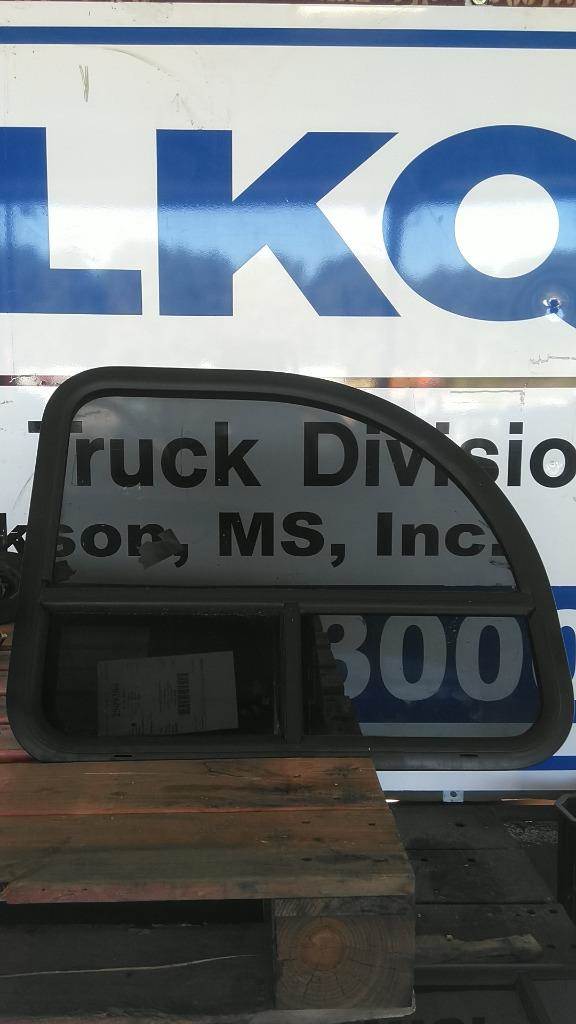 LKQ
Truck Divisio
kson, MS, Inc.
300